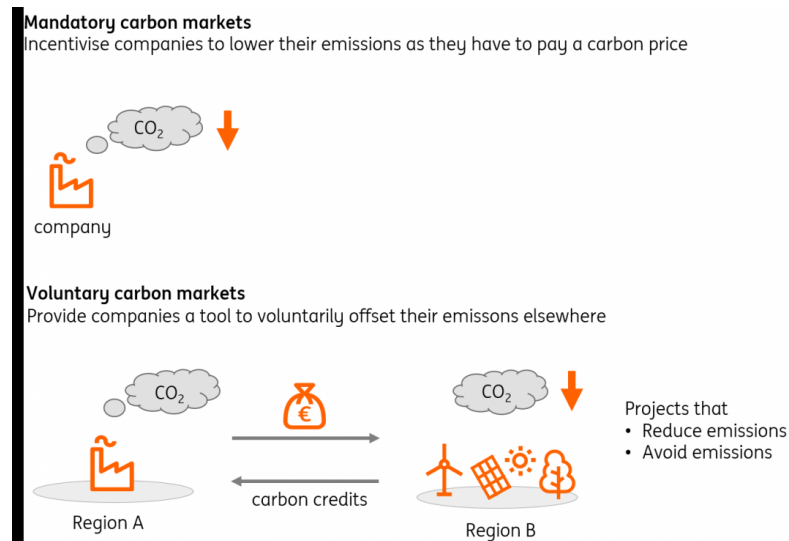 Mandatory carbon markets
Incentivise companies to lower their emissions as they have to pay a carbon price
CO₂
company
Voluntary carbon markets
Provide companies a tool to voluntarily offset their emissons elsewhere
CO₂
€
CO₂
Projects that
• Reduce emissions
• Avoid emissions
carbon credits
Region A
Region B